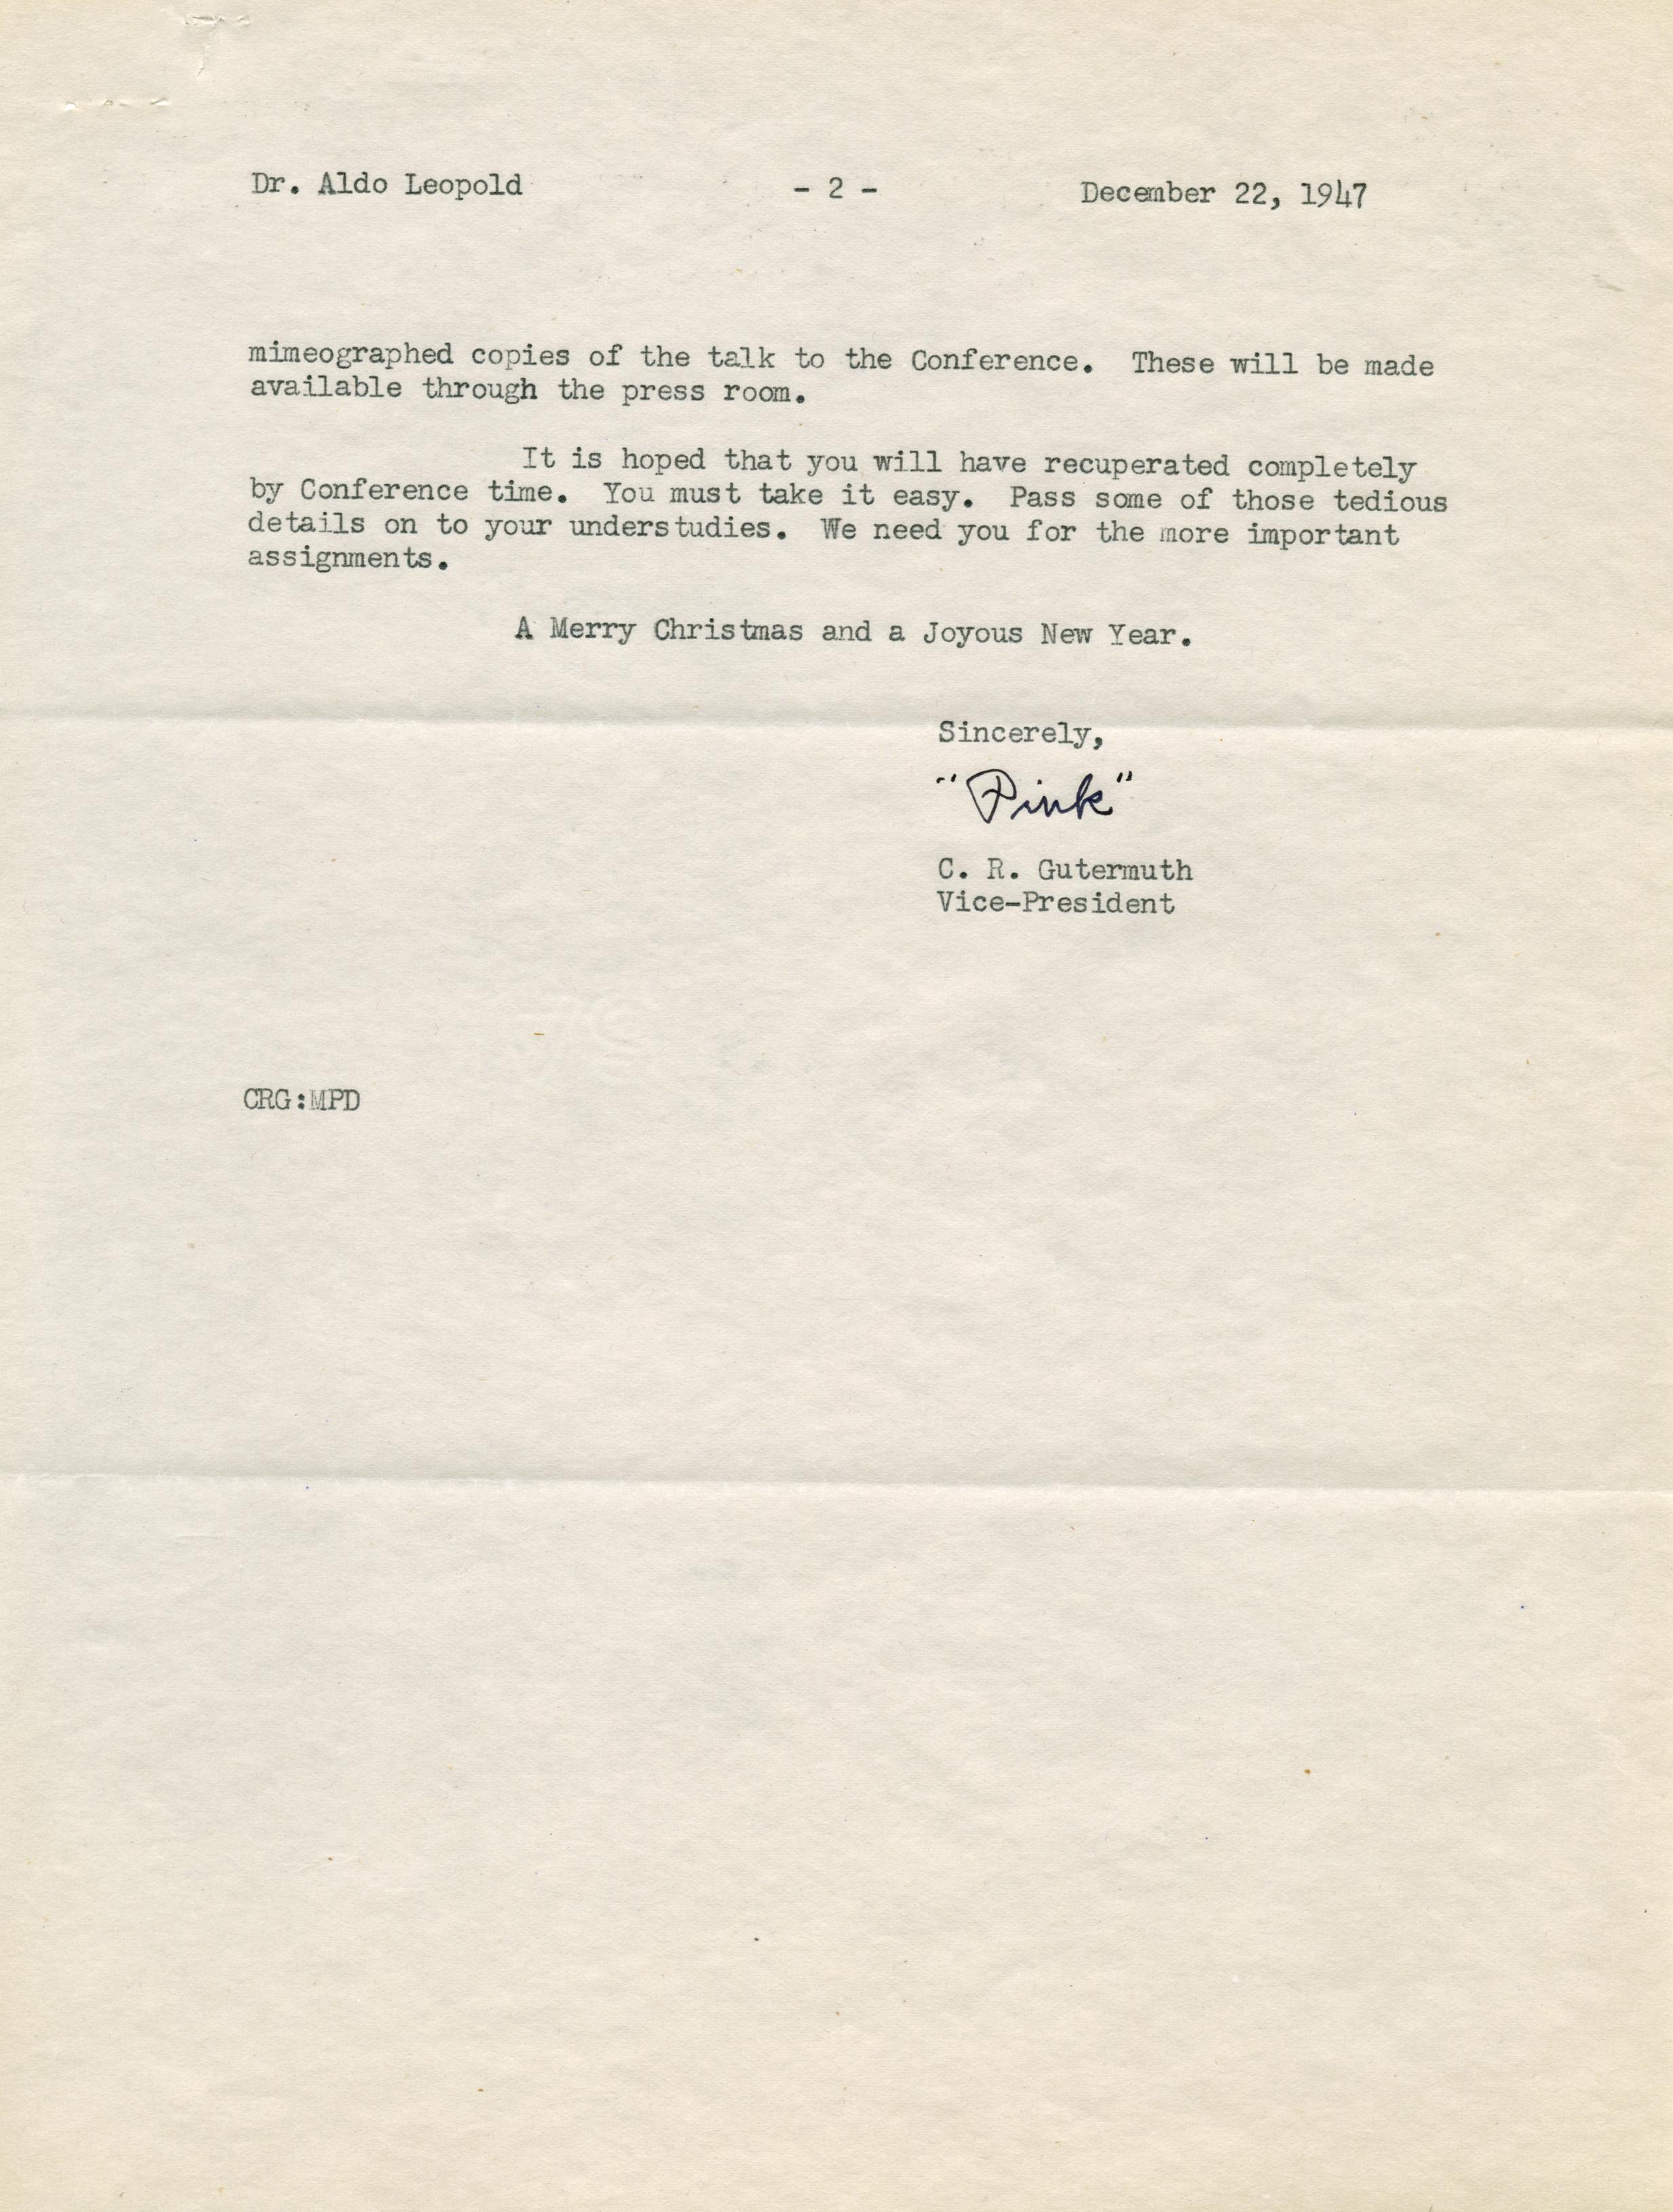 Dr. Aldo Leopold - 2 - December 22, 1947
mimeographed copies of the talk to the Conference. These will be made
available through the press room.
It is hoped that you will have recuperated completely
by Conference time. You must take it easy. Pass some of those tedious
details on to your understudies. We need you for the more important
assignments.
A Merry Christmas and a Joyous New Year.
Sincerely,
"Pink"
C. R. Gutermuth
Vice-President
CRG:MPD